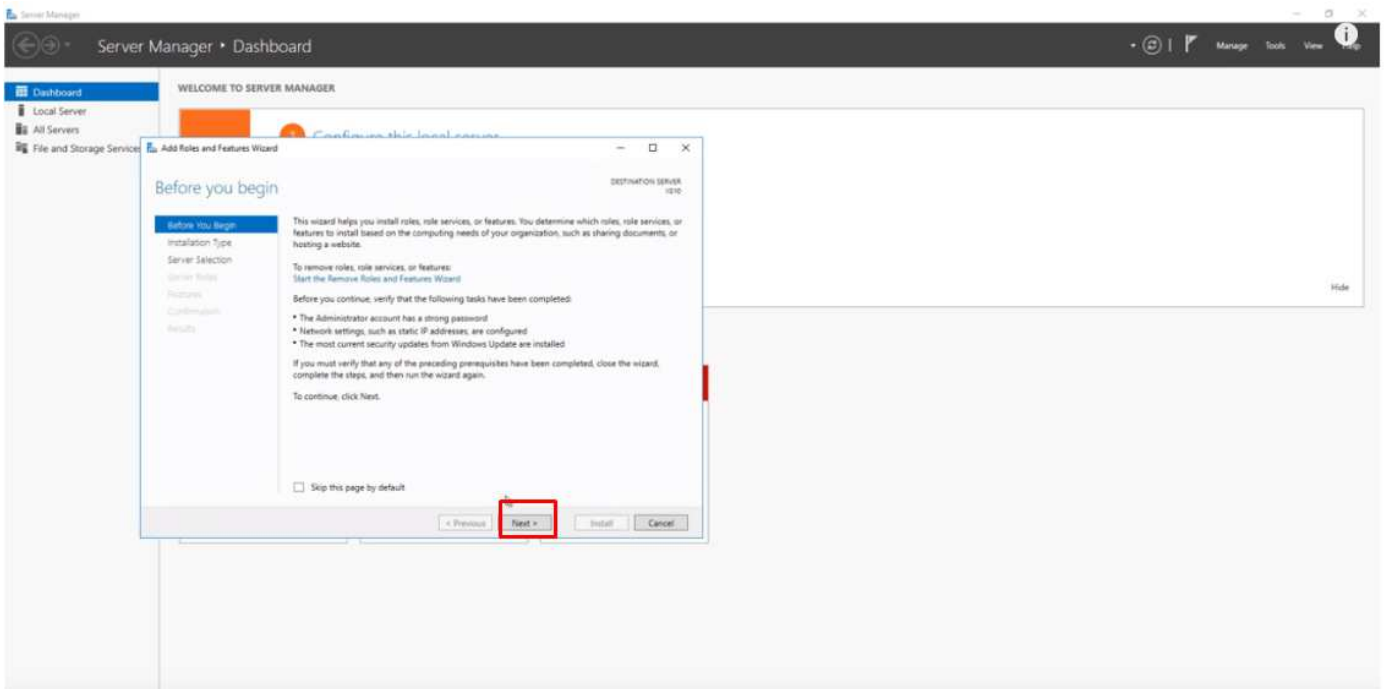 Server Manager
Server Manager • Dashboard
Manage Tools View Help
Dashboard
Local Server
All Servers
File and Storage Services
WELCOME TO SERVER MANAGER
1 Configure this local server
Hide
Add Roles and Features Wizard
Before you begin
DESTINATION SERVER
Before You Begin
Installation Type
Server Selection
Server Roles
Features
Confirmation
Results
This wizard helps you install roles, role services, or features. You determine which roles, role services, or
features to install based on the computing needs of your organization, such as sharing documents, or
hosting a website.
To remove roles, role services, or features:
Start the Remove Roles and Features Wizard
Before you continue, verify that the following tasks have been completed:
• The Administrator account has a strong password
• Network settings, such as static IP addresses, are configured
• The most current security updates from Windows Update are installed
If you must verify that any of the preceding prerequisites have been completed, close the wizard,
complete the steps, and then run the wizard again.
To continue, click Next.
Skip this page by default
< Previous Next > Install Cancel